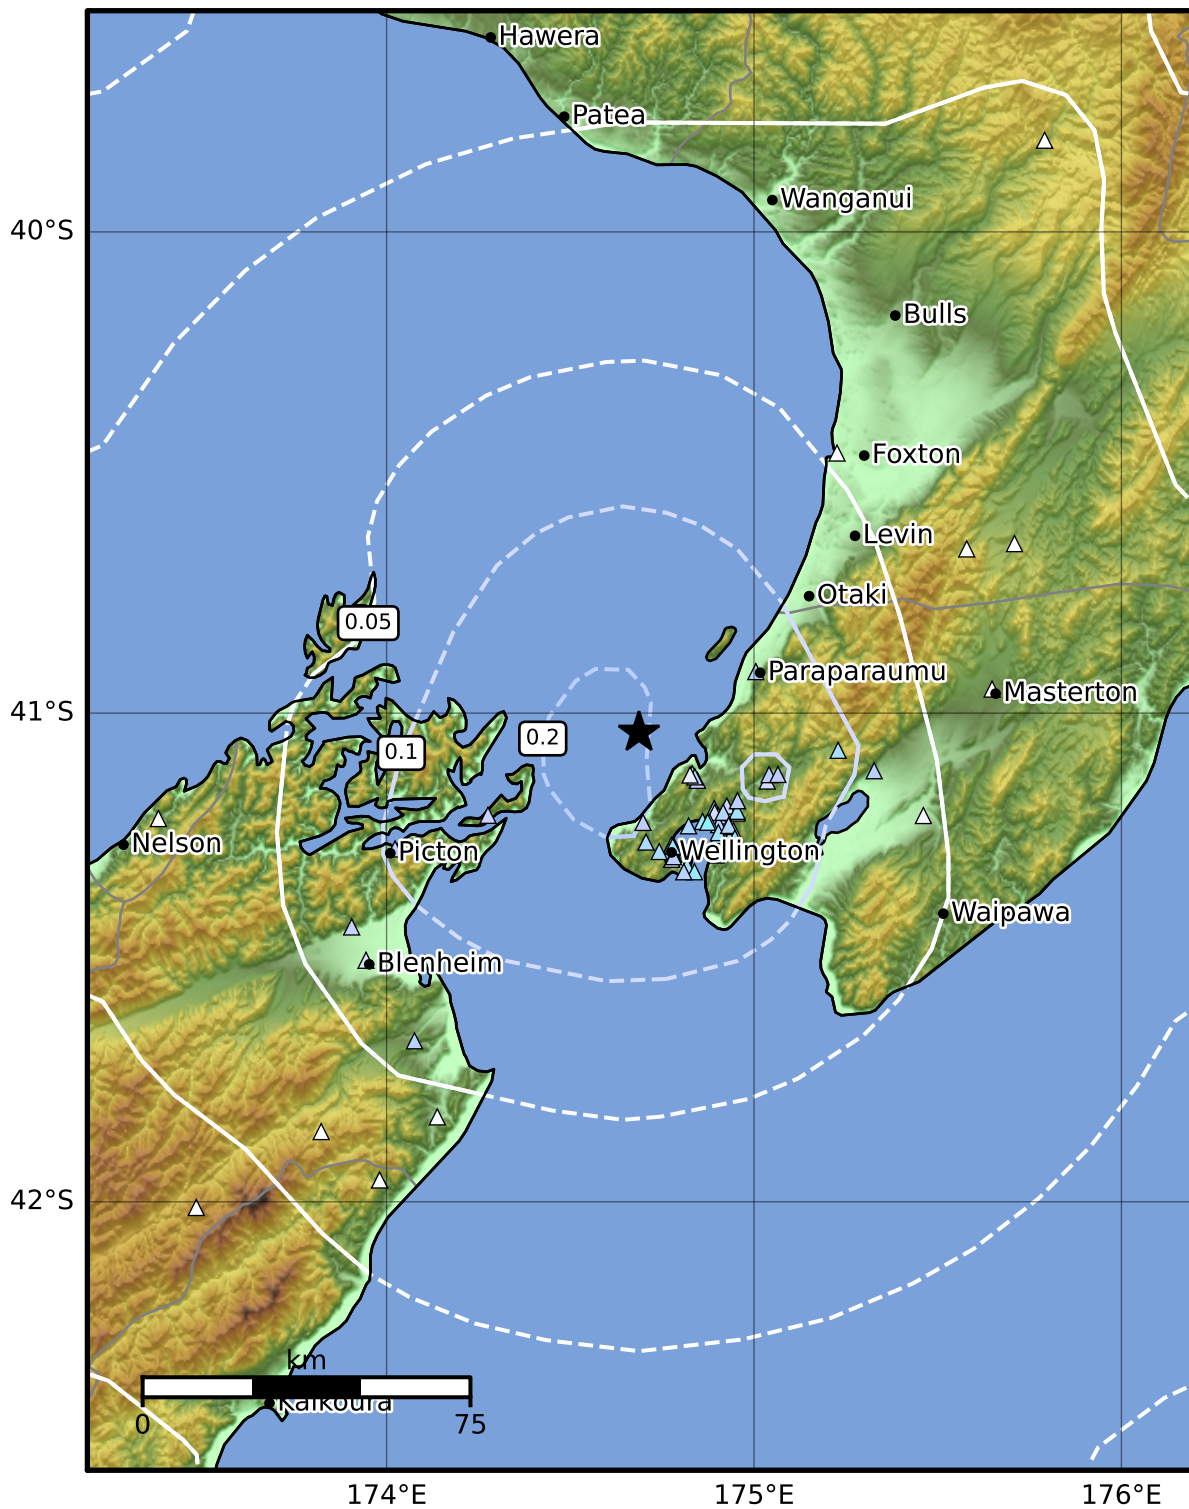 Hawera
Patea
Wanganui
40°S
Bulls
Foxton
Levin
Otaki
0.05
Paraparaumu
Masterton
41°S
0.1
0.2
Nelson
Picton
Wellington
Waipawa
Blenheim
42°S
km
Kaikoura
0
75
174°E
175°E
176°E